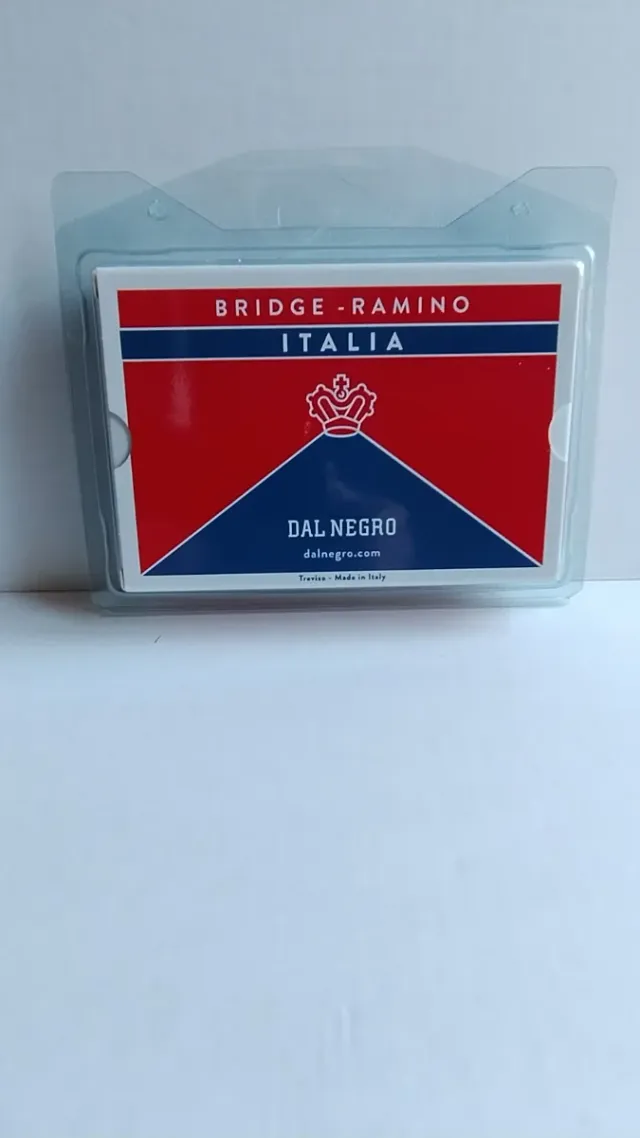 BRIDGE - RAMINO
ITALIA
DAL NEGRO
dalnegro.com
Treviso - Made in Italy